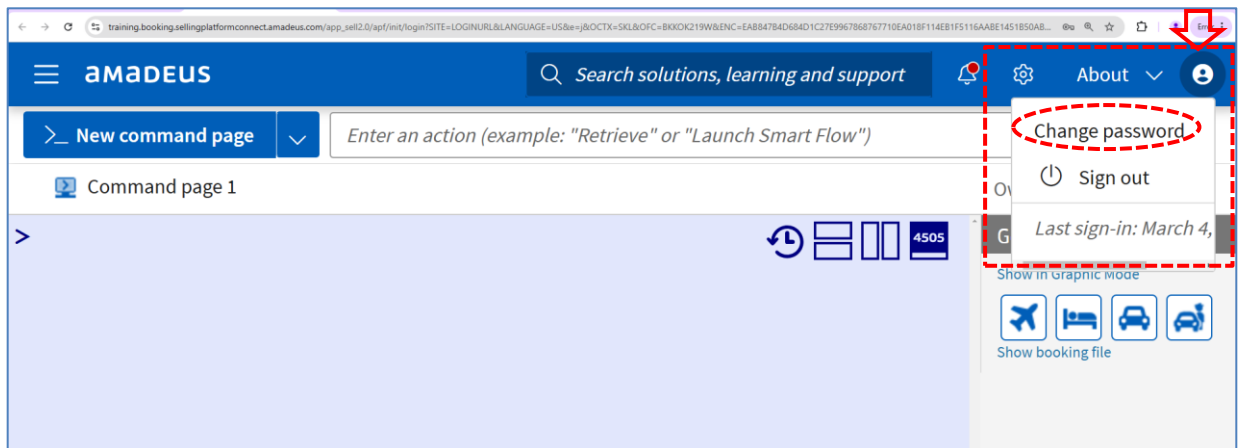 training.booking.sellingplatformconnect.amadeus.com/app_sell2.0/apf/init/login?SITE=LOGINURL&LANGUAGE=US&e=j&OCTX=SKL&OFC=BKKOK219W&ENC=EAB847B4D684D1C27E9967868767710EA018F114EB1F5116AABE1451B50AB...
amadeus
Search solutions, learning and support
About
New command page
Enter an action (example: "Retrieve" or "Launch Smart Flow")
Change password
Command page 1
Sign out
>
4505
G
Last sign-in: March 4,
Show in Graphic Mode
Show booking file